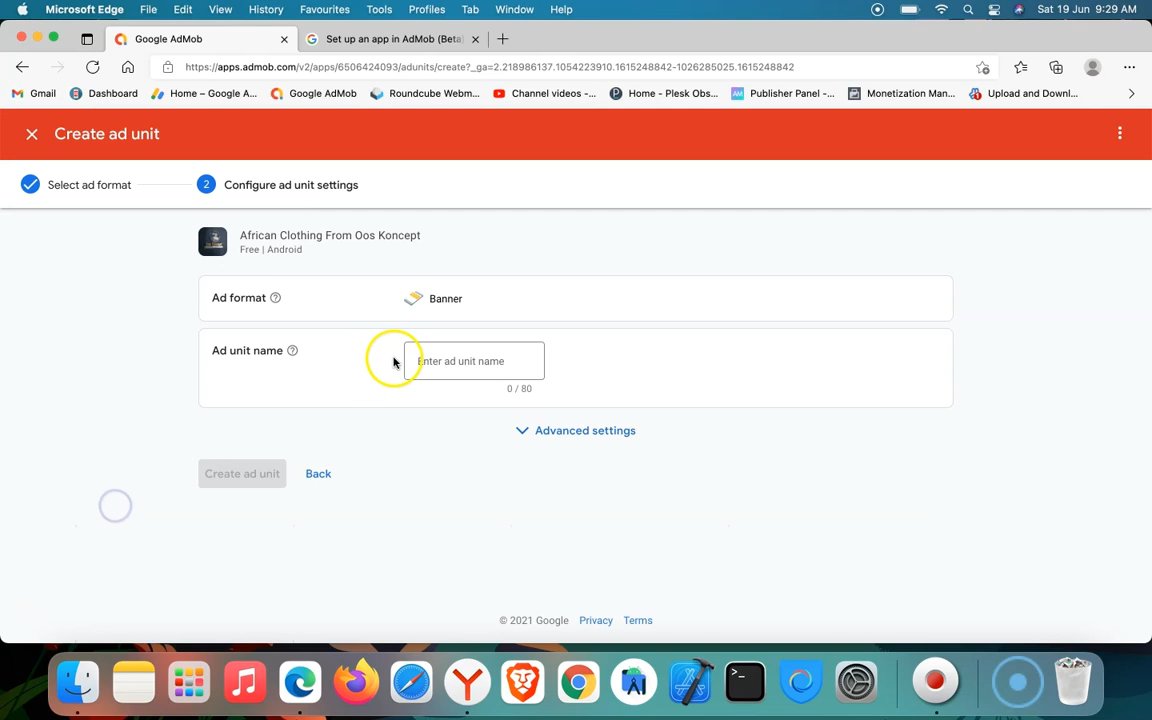 Microsoft Edge File Edit View History Favourites Tools Profiles Tab Window Help Sat 19 Jun 9:29 AM
Google AdMob Set up an app in AdMob (Beta)
https://apps.admob.com/v2/apps/6506424093/adunits/create?_ga=2.218986137.1054223910.1615248842-1026285025.1615248842
Gmail Dashboard Home – Google A... Google AdMob Roundcube Webm... Channel videos -... Home - Plesk Obs... Publisher Panel -... Monetization Man... Upload and Downl...
Create ad unit
Select ad format 2 Configure ad unit settings
African Clothing From Oos Koncept
Free | Android
Ad format Banner
Ad unit name Enter ad unit name
0 / 80
Advanced settings
Create ad unit Back
© 2021 Google Privacy Terms